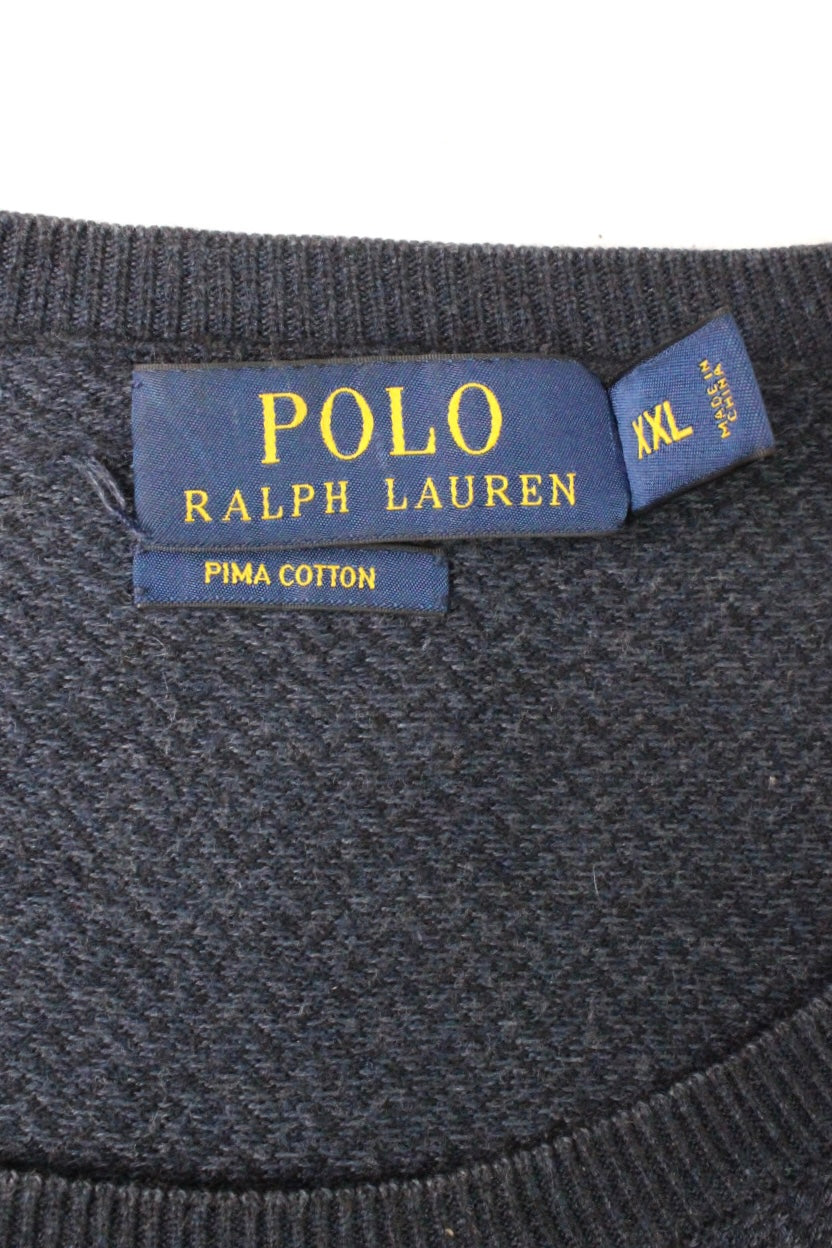 POLO
RALPH LAUREN
PIMA COTTON
XXL
MADE IN
CHINA